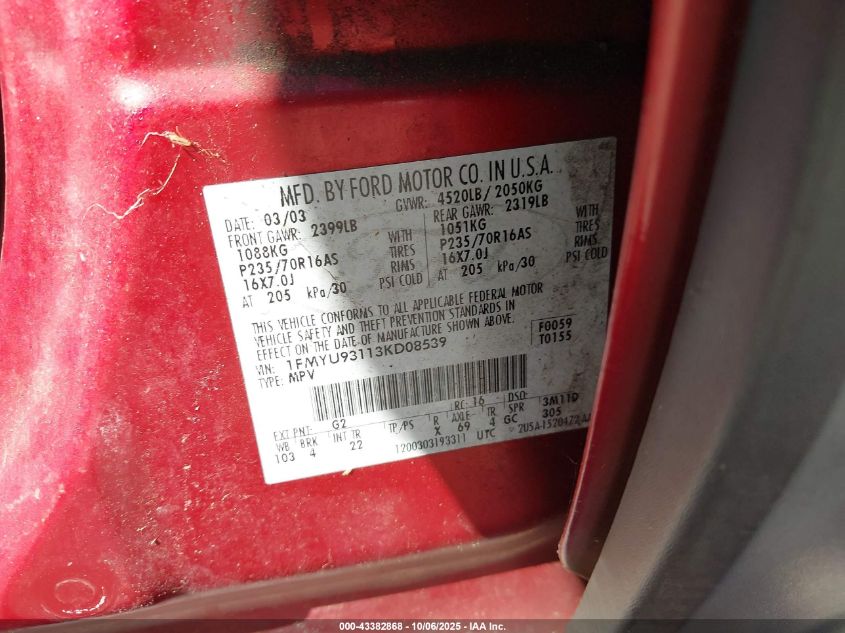 MFD. BY FORD MOTOR CO. IN U.S.A.
DATE: 03/03 GVWR: 4520LB/ 2050KG
FRONT GAWR: 2399LB REAR GAWR: 2319LB
1088KG WITH 1051KG WITH
P235/70R16AS TIRES P235/70R16AS TIRES
16X7.0J RIMS 16X7.0J RIMS
AT 205 kPa/30 PSI COLD AT 205 kPa/30 PSI COLD
THIS VEHICLE CONFORMS TO ALL APPLICABLE FEDERAL MOTOR
VEHICLE SAFETY AND THEFT PREVENTION STANDARDS IN
EFFECT ON THE DATE OF MANUFACTURE SHOWN ABOVE.
VIN: 1FMYU93113KD08539 F0059
TYPE: MPV T0155
EXT PNT: G2 RC: 16 DSO: 3M11D
WB BRK INT TR TP/PS R AXLE TR SPR
103 4 22 X 69 4 GC 305
1200303193311 UTC 2U5A-1520472-AA
000-43382868 - 10/06/2025 - IAA Inc.